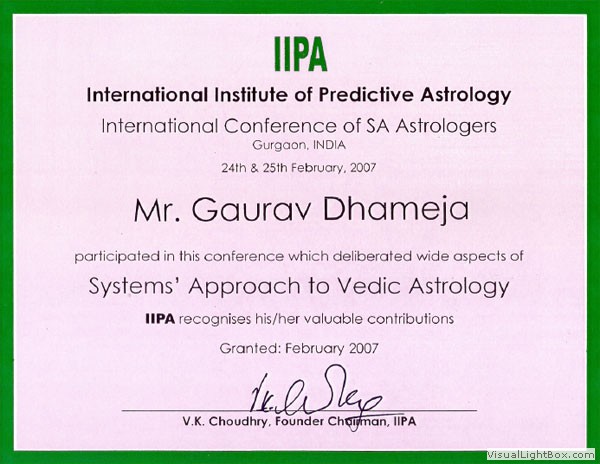 IIPA
International Institute of Predictive Astrology
International Conference of SA Astrologers
Gurgaon, INDIA
24th & 25th February, 2007
Mr. Gaurav Dhameja
participated in this conference which deliberated wide aspects of
Systems' Approach to Vedic Astrology
IIPA recognises his/her valuable contributions
Granted: February 2007
V.K. Choudhry, Founder Chairman, IIPA
VisualLightBox.com